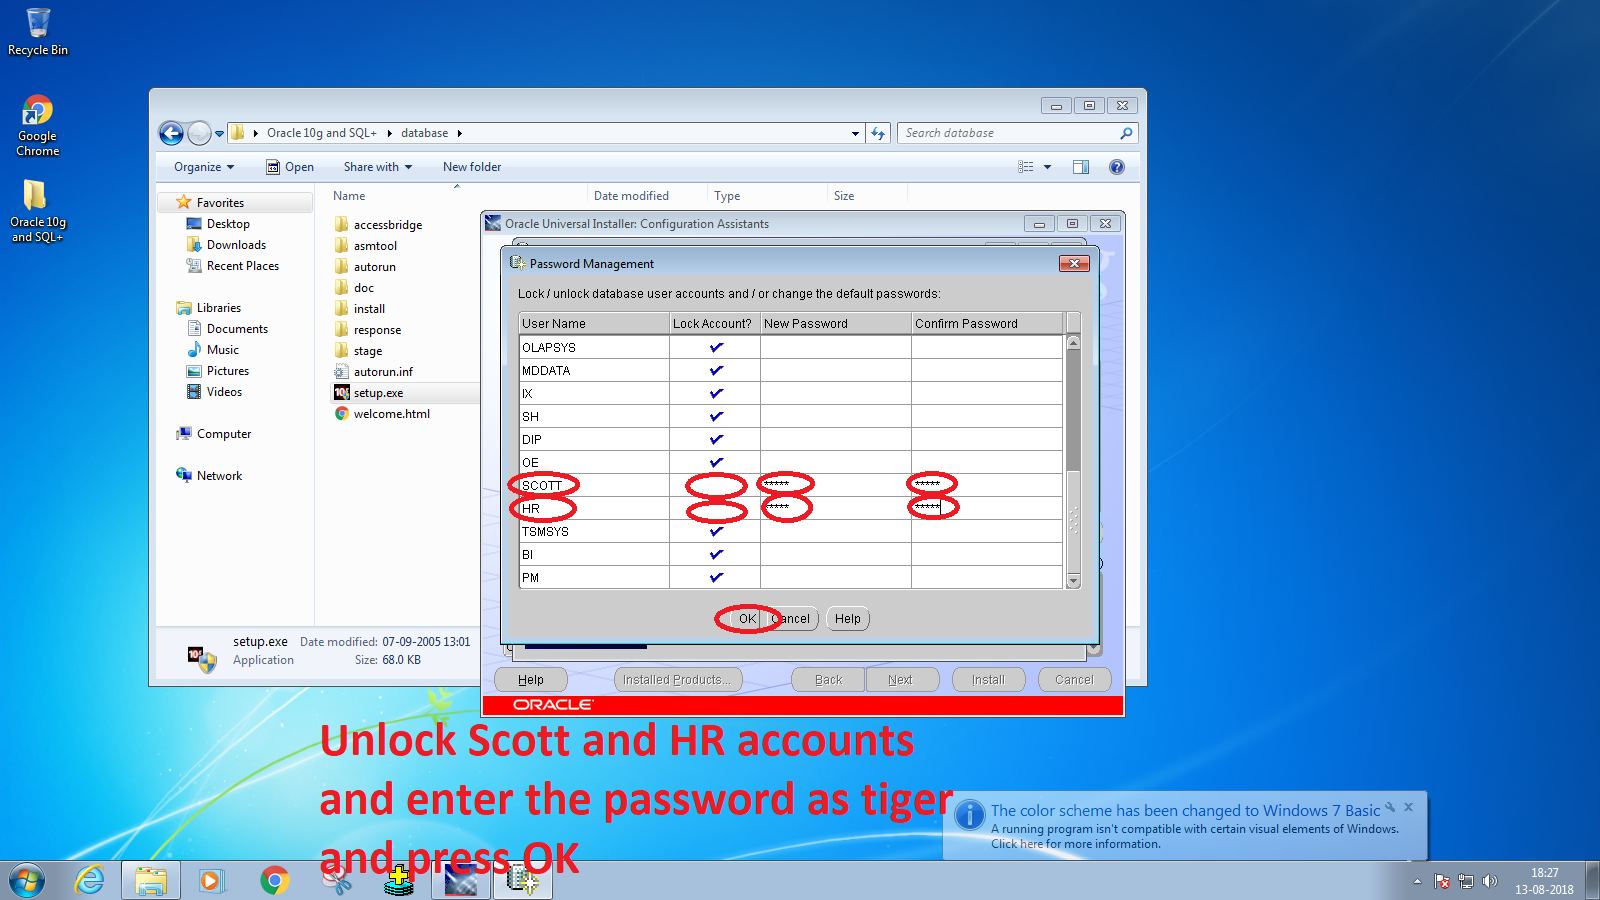 Recycle Bin
Google
Chrome
Oracle 10g
and SQL+
Oracle 10g and SQL+ database
Search database
Organize Open Share with New folder
Name Date modified Type Size
Favorites
Desktop
Downloads
Recent Places
Libraries
Documents
Music
Pictures
Videos
Computer
Network
accessbridge
asmtool
autorun
doc
install
response
stage
autorun.inf
setup.exe
welcome.html
setup.exe Date modified: 07-09-2005 13:01
Application Size: 68.0 KB
Oracle Universal Installer: Configuration Assistants
Password Management
Lock / unlock database user accounts and / or change the default passwords:
User Name Lock Account? New Password Confirm Password
OLAPSYS
MDDATA
IX
SH
DIP
OE
SCOTT ***** *****
HR ***** *****
TSMSYS
BI
PM
OK Cancel Help
Help Installed Products... Back Next Install Cancel
ORACLE
Unlock Scott and HR accounts
and enter the password as tiger
and press OK
The color scheme has been changed to Windows 7 Basic
A running program isn't compatible with certain visual elements of Windows.
Click here for more information.
18:27
13-08-2018